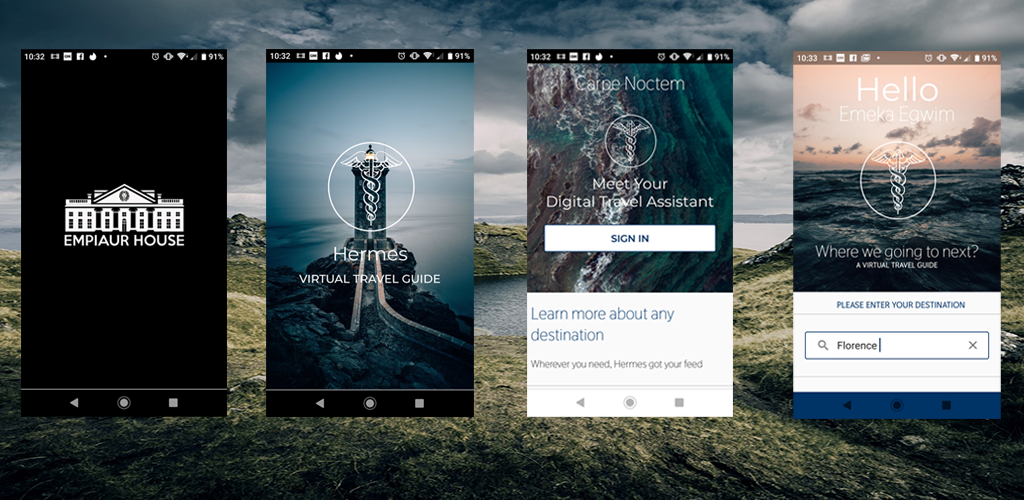 10:32
91%
EMPIAUR HOUSE
10:32
91%
Hermes
VIRTUAL TRAVEL GUIDE
10:32
91%
Carpe Noctem
Meet Your
Digital Travel Assistant
SIGN IN
Learn more about any
destination
Wherever you need, Hermes got your feed
10:33
91%
Hello
Emeka Egwim
Where we going to next?
A VIRTUAL TRAVEL GUIDE
PLEASE ENTER YOUR DESTINATION
Florence